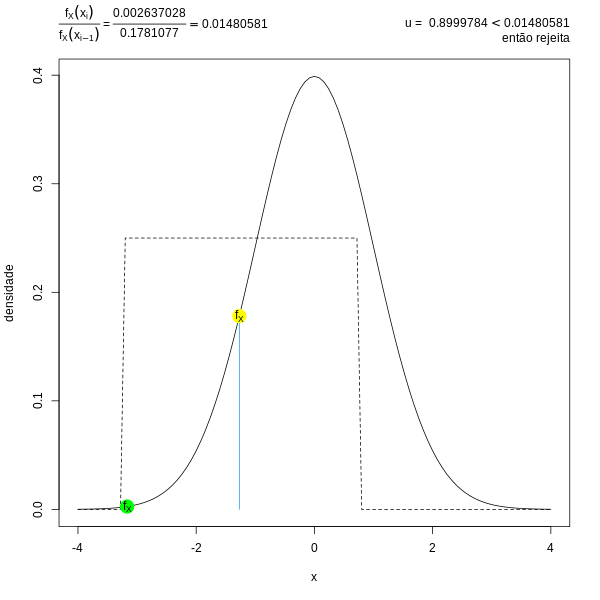 fX(xi) / fX(xi−1) = 0.002637028 / 0.1781077 = 0.01480581
u = 0.8999784 < 0.01480581
então rejeita
densidade
0.4
0.3
0.2
0.1
0.0
fX
fX
-4 -2 0 2 4
x